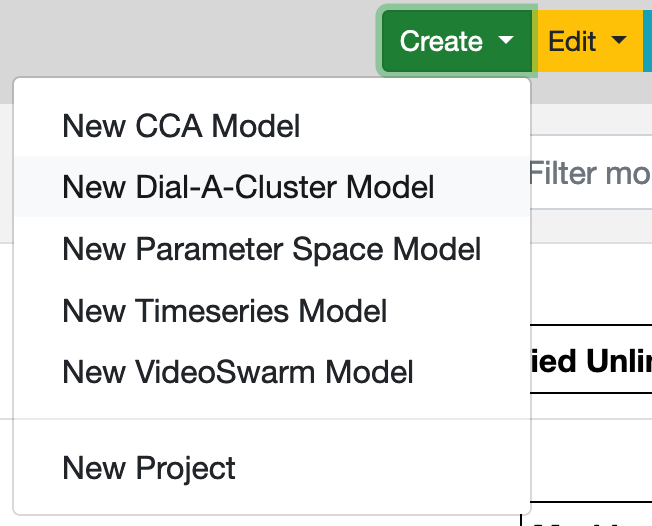 Create Edit
New CCA Model
New Dial-A-Cluster Model
Filter mo
New Parameter Space Model
New Timeseries Model
ied Unli
New VideoSwarm Model
New Project